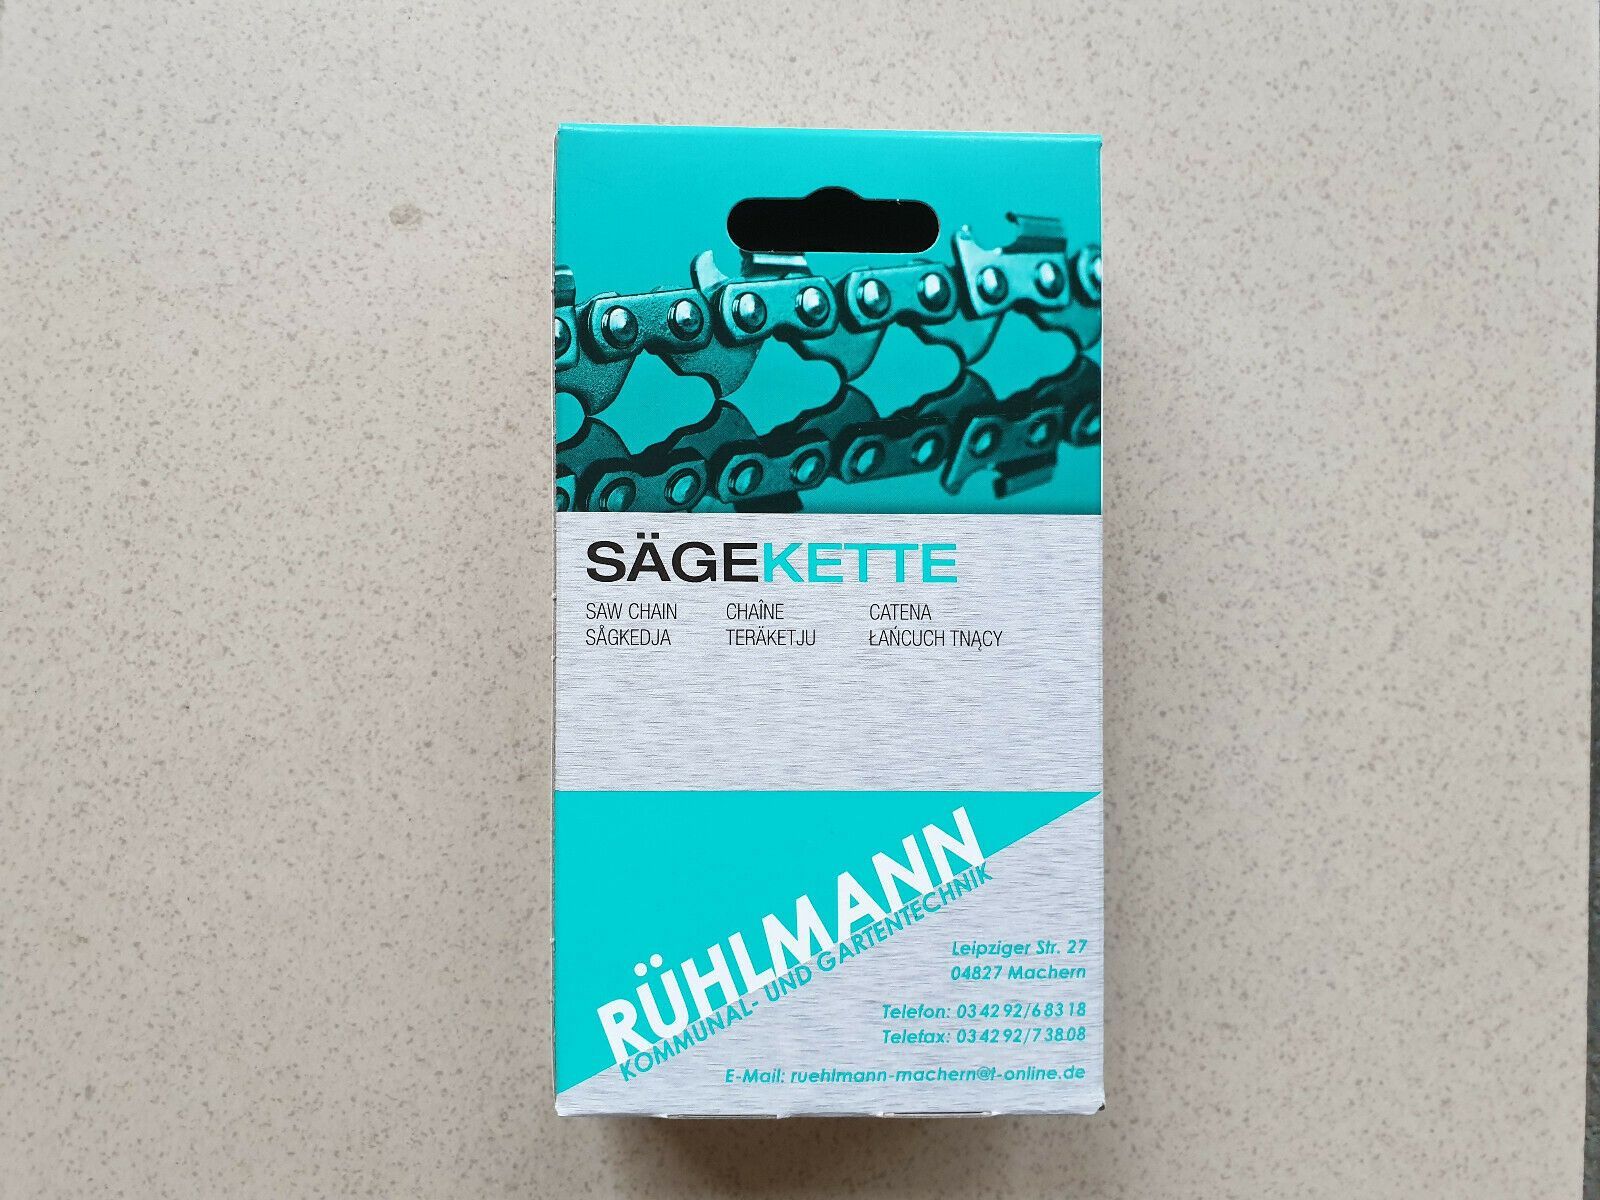 SÄGEKETTE
SAW CHAIN CHAÎNE CATENA
SÅGKEDJA TERÄKETJU ŁAŃCUCH TNĄCY
RÜHLMANN
KOMMUNAL- UND GARTENTECHNIK
Leipziger Str. 27
04827 Machern
Telefon: 034292/68318
Telefax: 034292/73808
E-Mail: ruehlmann-machern@t-online.de